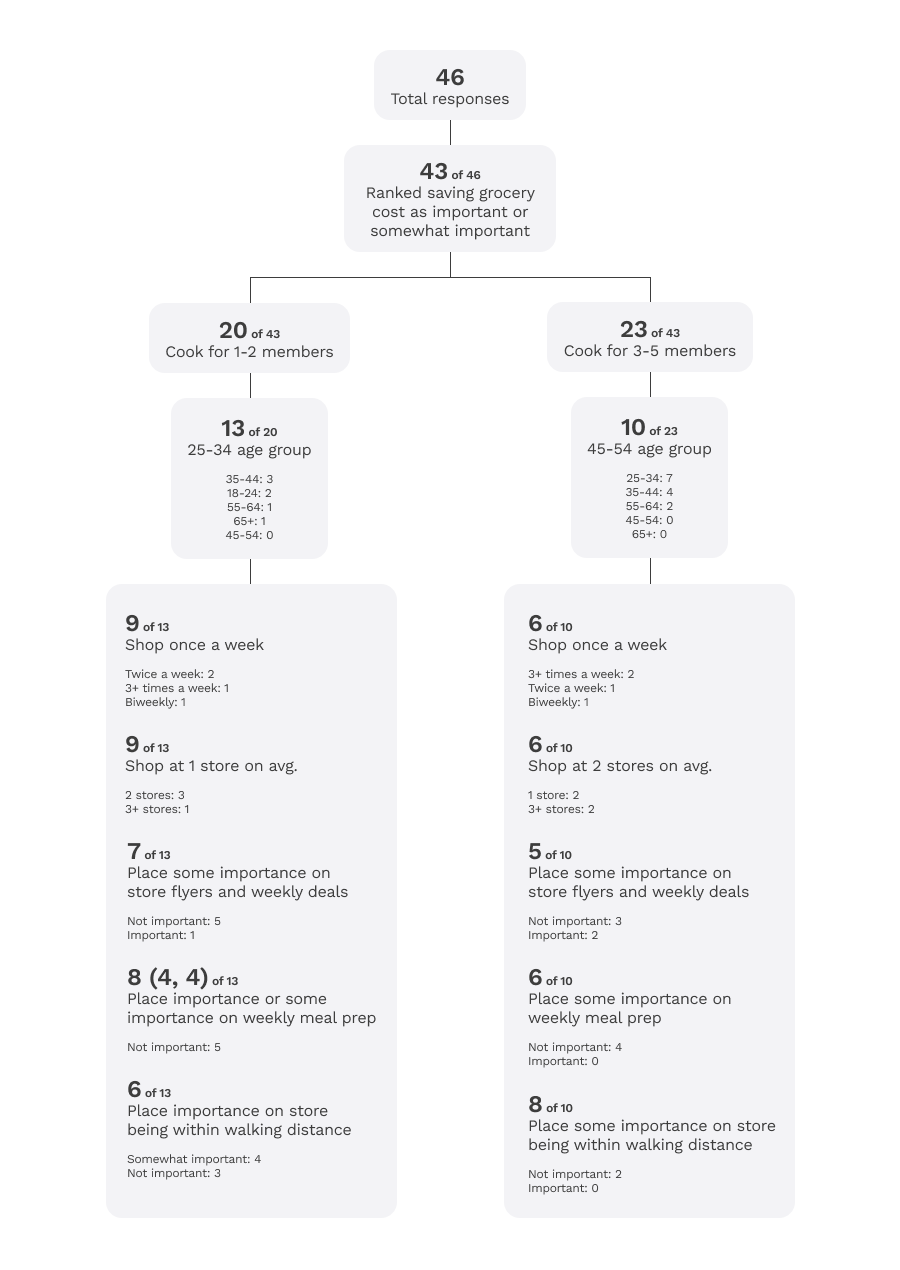 46
Total responses
43 of 46
Ranked saving grocery
cost as important or
somewhat important
20 of 43
Cook for 1-2 members
13 of 20
25-34 age group
35-44: 3
18-24: 2
55-64: 1
65+: 1
45-54: 0
9 of 13
Shop once a week
Twice a week: 2
3+ times a week: 1
Biweekly: 1
9 of 13
Shop at 1 store on avg.
2 stores: 3
3+ stores: 1
7 of 13
Place some importance on
store flyers and weekly deals
Not important: 5
Important: 1
8 (4, 4) of 13
Place importance or some
importance on weekly meal prep
Not important: 5
6 of 13
Place importance on store
being within walking distance
Somewhat important: 4
Not important: 3
23 of 43
Cook for 3-5 members
10 of 23
45-54 age group
25-34: 7
35-44: 4
55-64: 2
45-54: 0
65+: 0
6 of 10
Shop once a week
3+ times a week: 2
Twice a week: 1
Biweekly: 1
6 of 10
Shop at 2 stores on avg.
1 store: 2
3+ stores: 2
5 of 10
Place some importance on
store flyers and weekly deals
Not important: 3
Important: 2
6 of 10
Place some importance on
weekly meal prep
Not important: 4
Important: 0
8 of 10
Place some importance on store
being within walking distance
Not important: 2
Important: 0